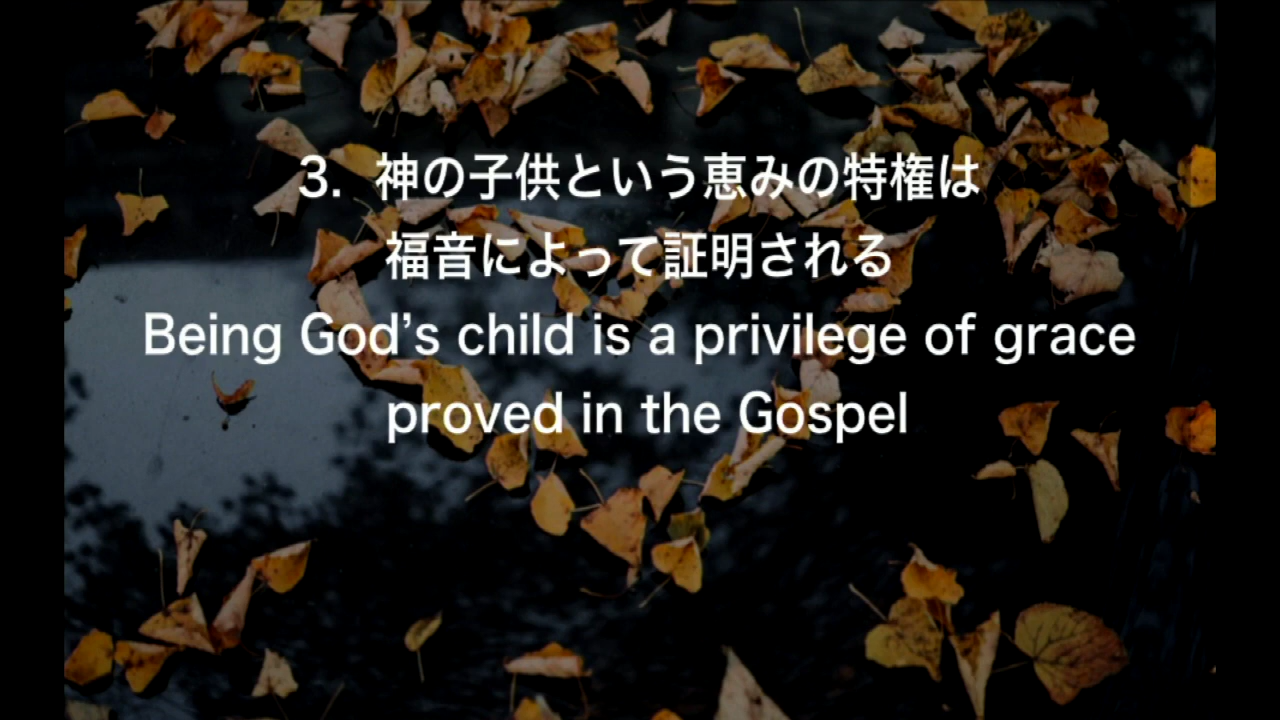 3. 神の子供という恵みの特権は
福音によって証明される
Being God’s child is a privilege of grace
proved in the Gospel